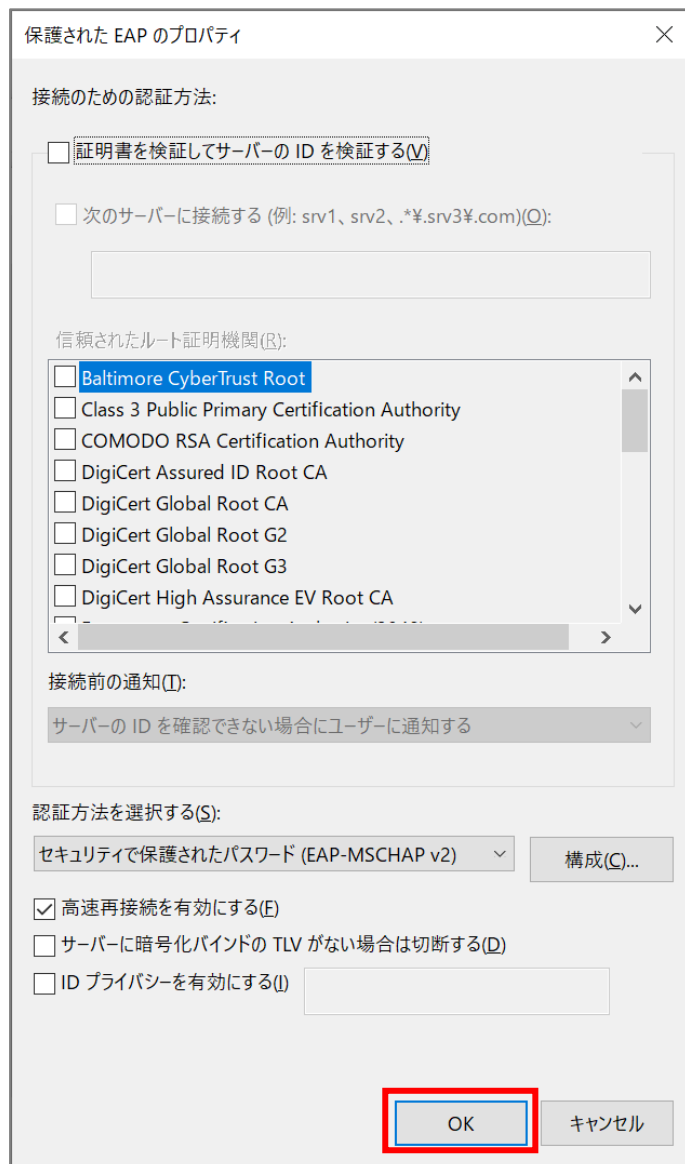 保護された EAP のプロパティ
接続のための認証方法:
証明書を検証してサーバーの ID を検証する(V)
次のサーバーに接続する (例: srv1、srv2、.*¥.srv3¥.com)(O):
信頼されたルート証明機関(R):
Baltimore CyberTrust Root
Class 3 Public Primary Certification Authority
COMODO RSA Certification Authority
DigiCert Assured ID Root CA
DigiCert Global Root CA
DigiCert Global Root G2
DigiCert Global Root G3
DigiCert High Assurance EV Root CA
接続前の通知(T):
サーバーの ID を確認できない場合にユーザーに通知する
認証方法を選択する(S):
セキュリティで保護されたパスワード (EAP-MSCHAP v2)
構成(C)...
高速再接続を有効にする(F)
サーバーに暗号化バインドの TLV がない場合は切断する(D)
ID プライバシーを有効にする(I)
OK
キャンセル